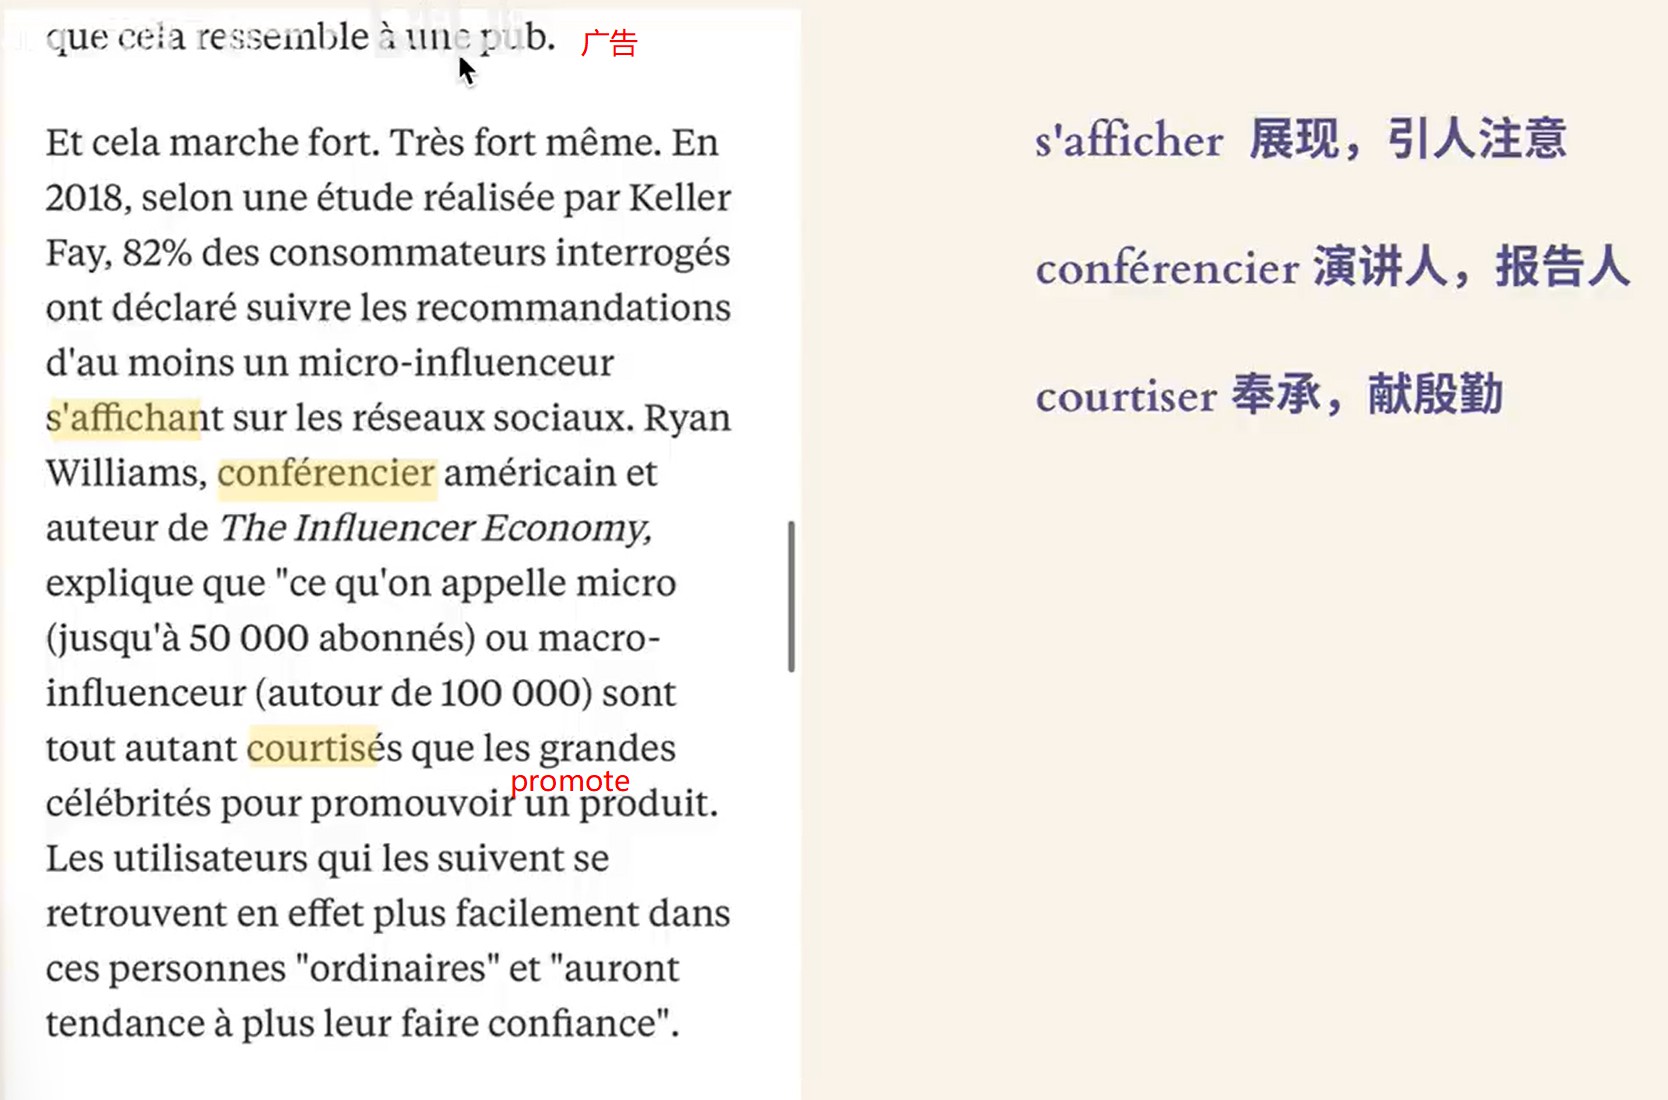 que cela ressemble à une pub. 广告
Et cela marche fort. Très fort même. En
2018, selon une étude réalisée par Keller
Fay, 82% des consommateurs interrogés
ont déclaré suivre les recommandations
d'au moins un micro-influenceur
s'affichant sur les réseaux sociaux. Ryan
Williams, conférencier américain et
auteur de The Influencer Economy,
explique que "ce qu'on appelle micro
(jusqu'à 50 000 abonnés) ou macro-
influenceur (autour de 100 000) sont
tout autant courtisés que les grandes
promote
célébrités pour promouvoir un produit.
Les utilisateurs qui les suivent se
retrouvent en effet plus facilement dans
ces personnes "ordinaires" et "auront
tendance à plus leur faire confiance".
s'afficher 展现，引人注意
conférencier 演讲人，报告人
courtiser 奉承，献殷勤